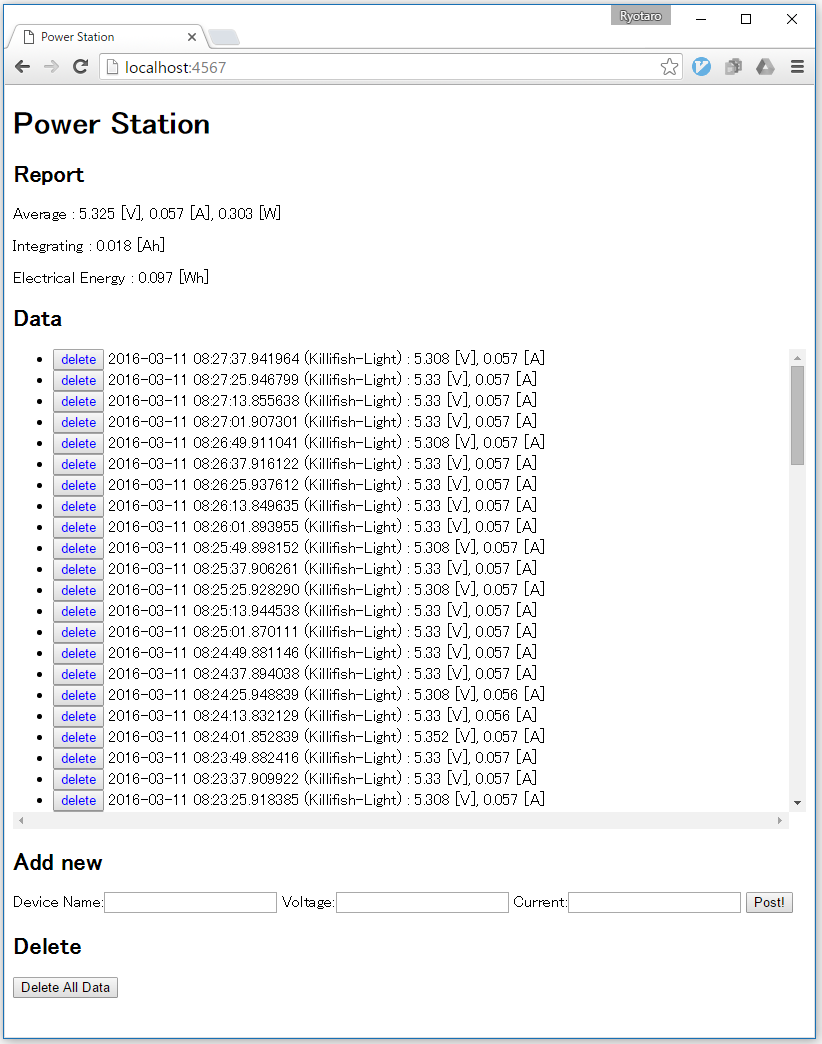 Ryotaro
Power Station
localhost:4567
Power Station
Report
Average : 5.325 [V], 0.057 [A], 0.303 [W]
Integrating : 0.018 [Ah]
Electrical Energy : 0.097 [Wh]
Data
delete 2016-03-11 08:27:37.941964 (Killifish-Light) : 5.308 [V], 0.057 [A]
delete 2016-03-11 08:27:25.946799 (Killifish-Light) : 5.33 [V], 0.057 [A]
delete 2016-03-11 08:27:13.855638 (Killifish-Light) : 5.33 [V], 0.057 [A]
delete 2016-03-11 08:27:01.907301 (Killifish-Light) : 5.33 [V], 0.057 [A]
delete 2016-03-11 08:26:49.911041 (Killifish-Light) : 5.308 [V], 0.057 [A]
delete 2016-03-11 08:26:37.916122 (Killifish-Light) : 5.33 [V], 0.057 [A]
delete 2016-03-11 08:26:25.937612 (Killifish-Light) : 5.33 [V], 0.057 [A]
delete 2016-03-11 08:26:13.849635 (Killifish-Light) : 5.33 [V], 0.057 [A]
delete 2016-03-11 08:26:01.893955 (Killifish-Light) : 5.33 [V], 0.057 [A]
delete 2016-03-11 08:25:49.898152 (Killifish-Light) : 5.308 [V], 0.057 [A]
delete 2016-03-11 08:25:37.906261 (Killifish-Light) : 5.33 [V], 0.057 [A]
delete 2016-03-11 08:25:25.928290 (Killifish-Light) : 5.308 [V], 0.057 [A]
delete 2016-03-11 08:25:13.944538 (Killifish-Light) : 5.33 [V], 0.057 [A]
delete 2016-03-11 08:25:01.870111 (Killifish-Light) : 5.33 [V], 0.057 [A]
delete 2016-03-11 08:24:49.881146 (Killifish-Light) : 5.33 [V], 0.057 [A]
delete 2016-03-11 08:24:37.894038 (Killifish-Light) : 5.33 [V], 0.057 [A]
delete 2016-03-11 08:24:25.948839 (Killifish-Light) : 5.308 [V], 0.056 [A]
delete 2016-03-11 08:24:13.832129 (Killifish-Light) : 5.33 [V], 0.056 [A]
delete 2016-03-11 08:24:01.852839 (Killifish-Light) : 5.352 [V], 0.057 [A]
delete 2016-03-11 08:23:49.882416 (Killifish-Light) : 5.33 [V], 0.057 [A]
delete 2016-03-11 08:23:37.909922 (Killifish-Light) : 5.33 [V], 0.057 [A]
delete 2016-03-11 08:23:25.918385 (Killifish-Light) : 5.308 [V], 0.057 [A]
Add new
Device Name: Voltage: Current: Post!
Delete
Delete All Data